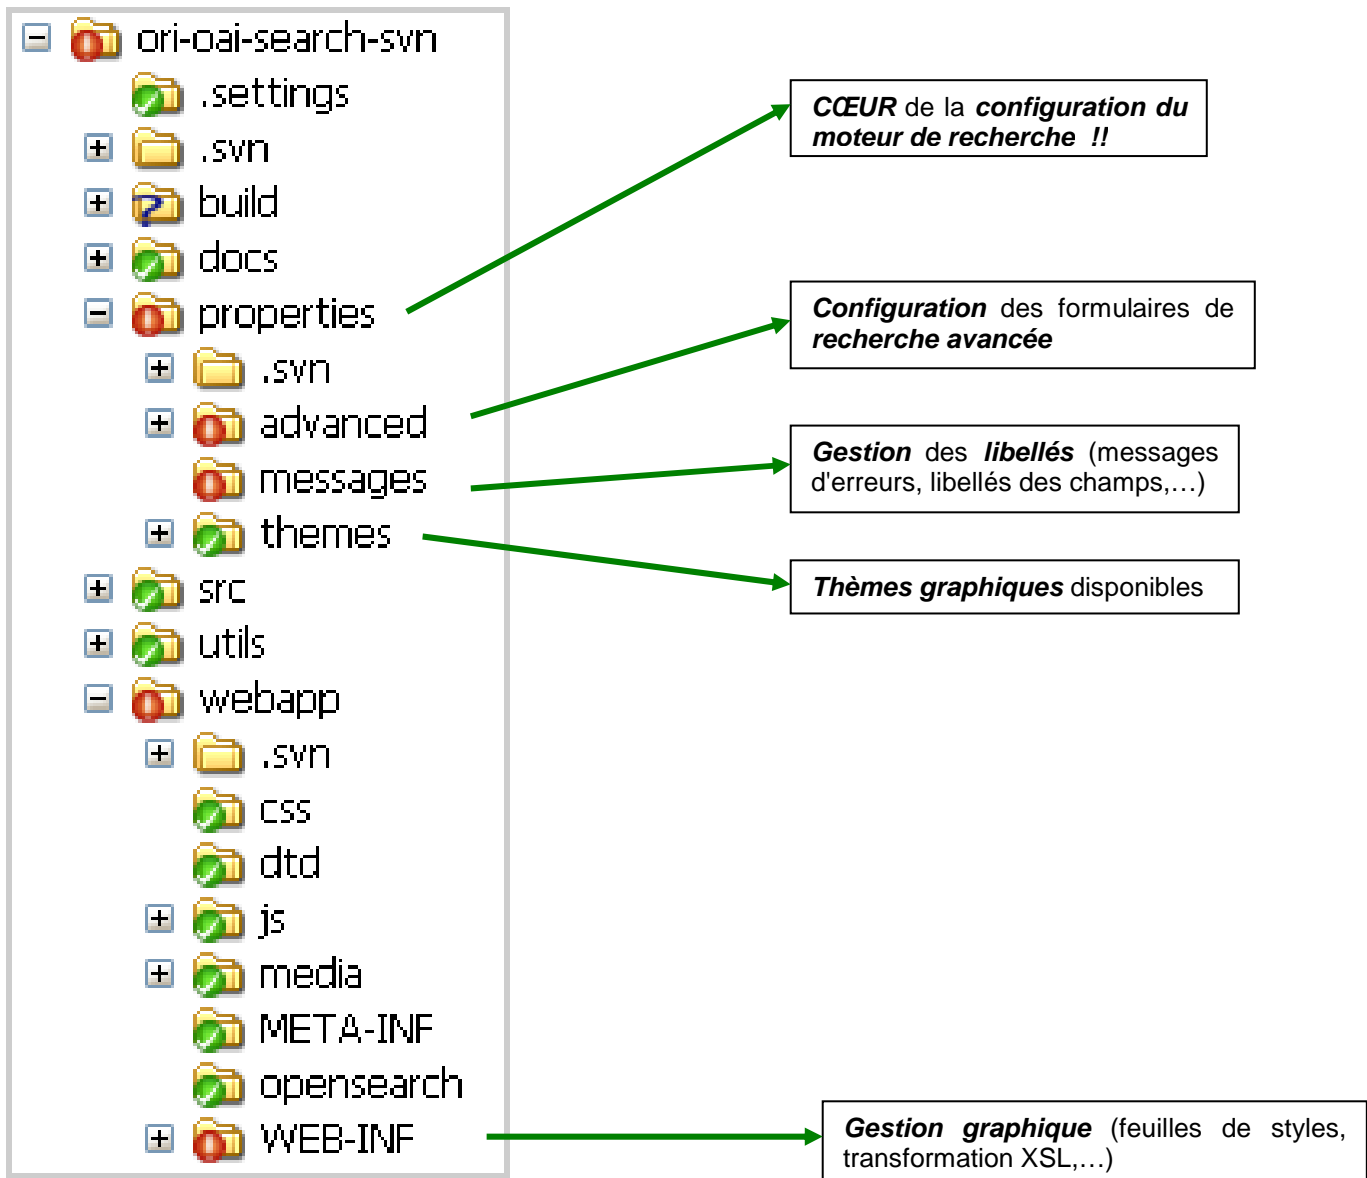 ori-oai-search-svn
.settings
.svn
build
docs
properties
.svn
advanced
messages
themes
src
utils
webapp
.svn
css
dtd
js
media
META-INF
opensearch
WEB-INF
CŒUR de la configuration du
moteur de recherche !!
Configuration des formulaires de
recherche avancée
Gestion des libellés (messages
d'erreurs, libellés des champs,…)
Thèmes graphiques disponibles
Gestion graphique (feuilles de styles,
transformation XSL,…)